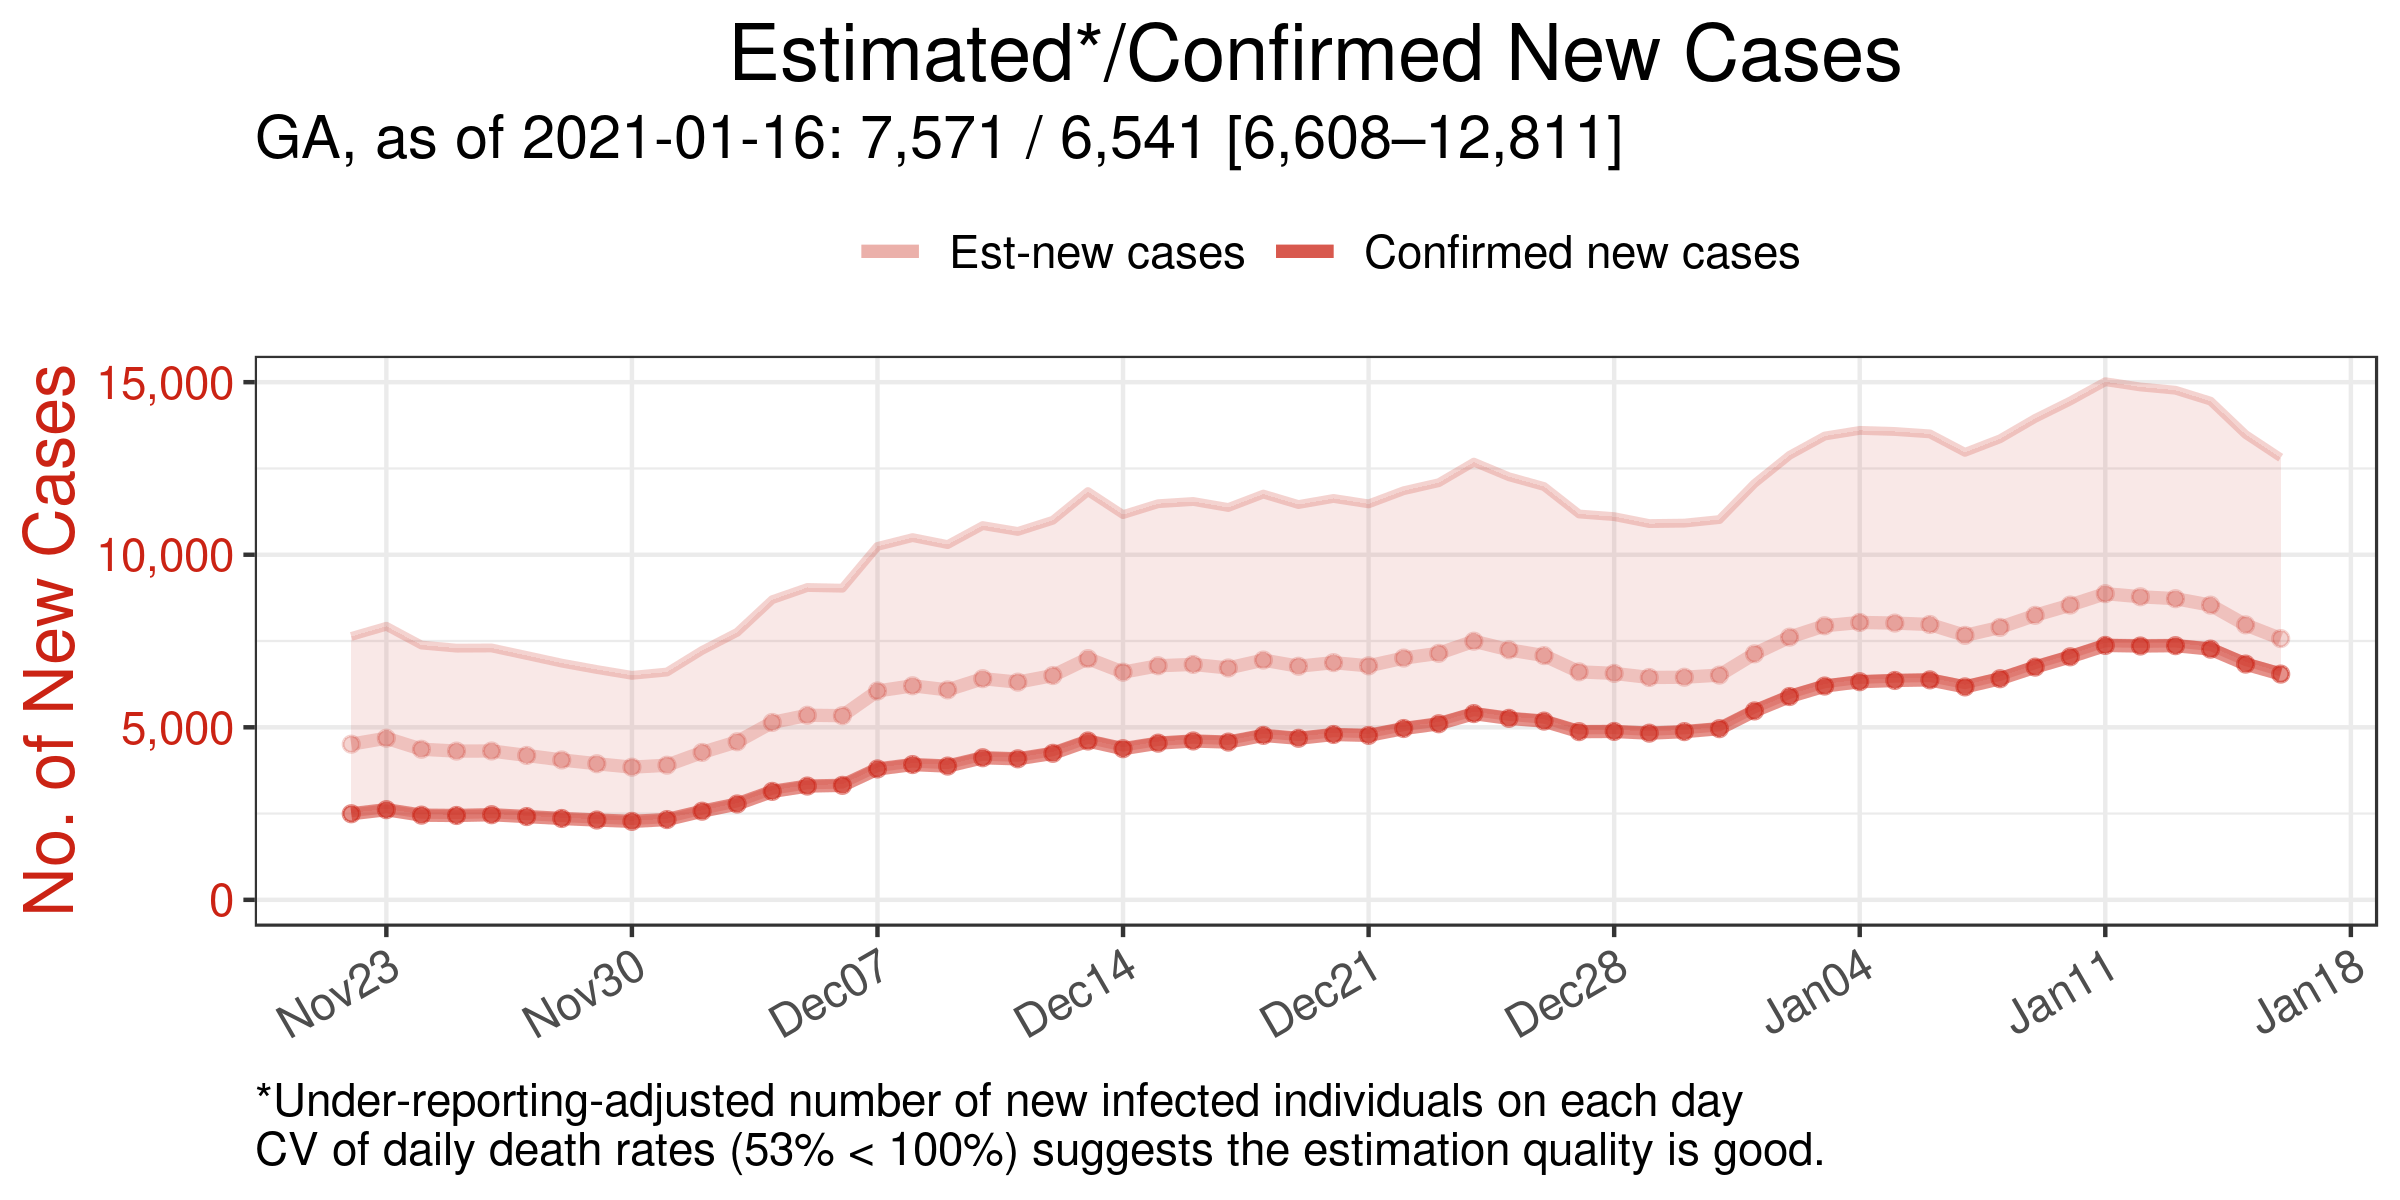 Estimated*/Confirmed New Cases
GA, as of 2021-01-16: 7,571 / 6,541 [6,608–12,811]
Est-new cases
Confirmed new cases
No. of New Cases
15,000
10,000
5,000
0
Nov23
Nov30
Dec07
Dec14
Dec21
Dec28
Jan04
Jan11
Jan18
*Under-reporting-adjusted number of new infected individuals on each day
CV of daily death rates (53% < 100%) suggests the estimation quality is good.